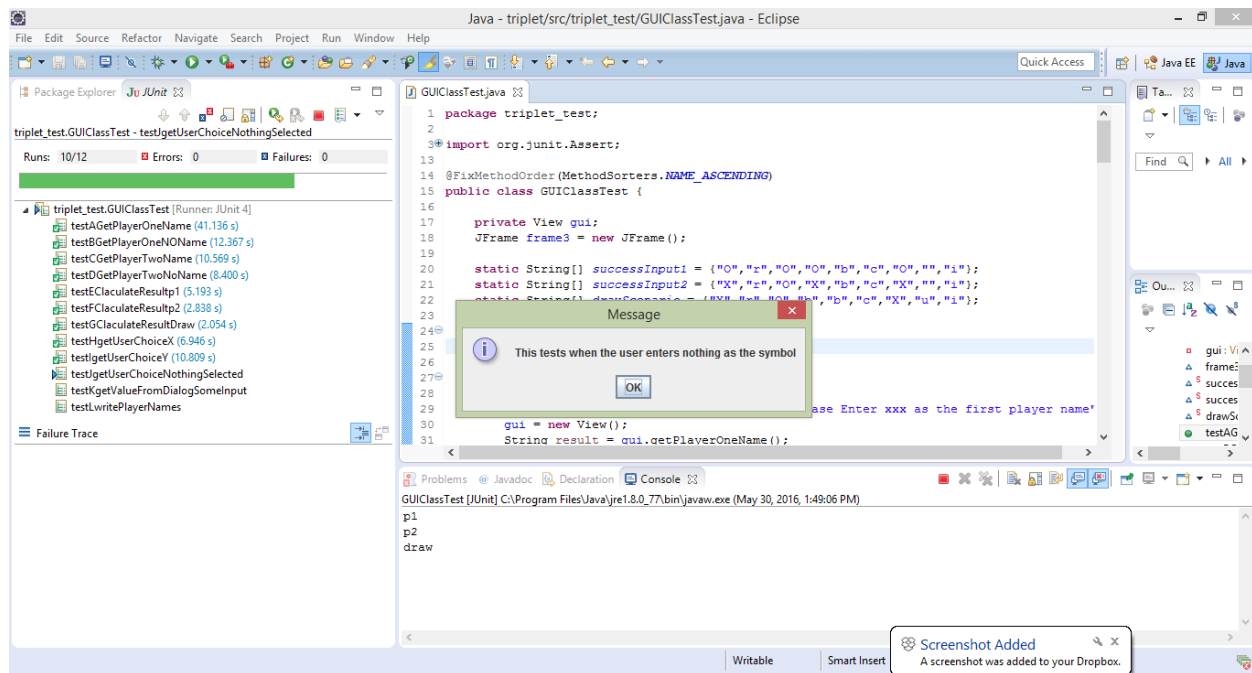 Java - triplet/src/triplet_test/GUIClassTest.java - Eclipse
File Edit Source Refactor Navigate Search Project Run Window Help
Quick Access Java EE Java
Package Explorer JUnit
triplet_test.GUIClassTest - testJgetUserChoiceNothingSelected
Runs: 10/12 Errors: 0 Failures: 0
triplet_test.GUIClassTest [Runner: JUnit 4]
testAGetPlayerOneName (41.136 s)
testBGetPlayerOneNOName (12.367 s)
testCGetPlayerTwoName (10.569 s)
testDGetPlayerTwoNoName (8.400 s)
testEClaculateResultp1 (5.193 s)
testFClaculateResultp2 (2.838 s)
testGClaculateResultDraw (2.054 s)
testHgetUserChoiceX (6.946 s)
testIgetUserChoiceY (10.809 s)
testJgetUserChoiceNothingSelected
testKgetValueFromDialogSomeInput
testLwritePlayerNames
Failure Trace
GUIClassTest.java
1 package triplet_test;
2
3 import org.junit.Assert;
13
14 @FixMethodOrder(MethodSorters.NAME_ASCENDING)
15 public class GUIClassTest {
16
17 private View gui;
18 JFrame frame3 = new JFrame();
19
20 static String[] successInput1 = {"O","r","O","O","b","c","O","","i"};
21 static String[] successInput2 = {"X","r","O","X","b","c","X","","i"};
22 static String[] drawScenario = {"X","r","O","b","b","c","X","u","i"};
23
24
25
26
27
28
29 ase Enter xxx as the first player name"
30 gui = new View();
31 String result = gui.getPlayerOneName();
Message
This tests when the user enters nothing as the symbol
OK
Ta...
Find All
Ou...
gui : Vi
frame3
succes
succes
drawSc
testAG
Problems @ Javadoc Declaration Console
GUIClassTest [JUnit] C:\Program Files\Java\jre1.8.0_77\bin\javaw.exe (May 30, 2016, 1:49:06 PM)
p1
p2
draw
Writable Smart Insert
Screenshot Added
A screenshot was added to your Dropbox.